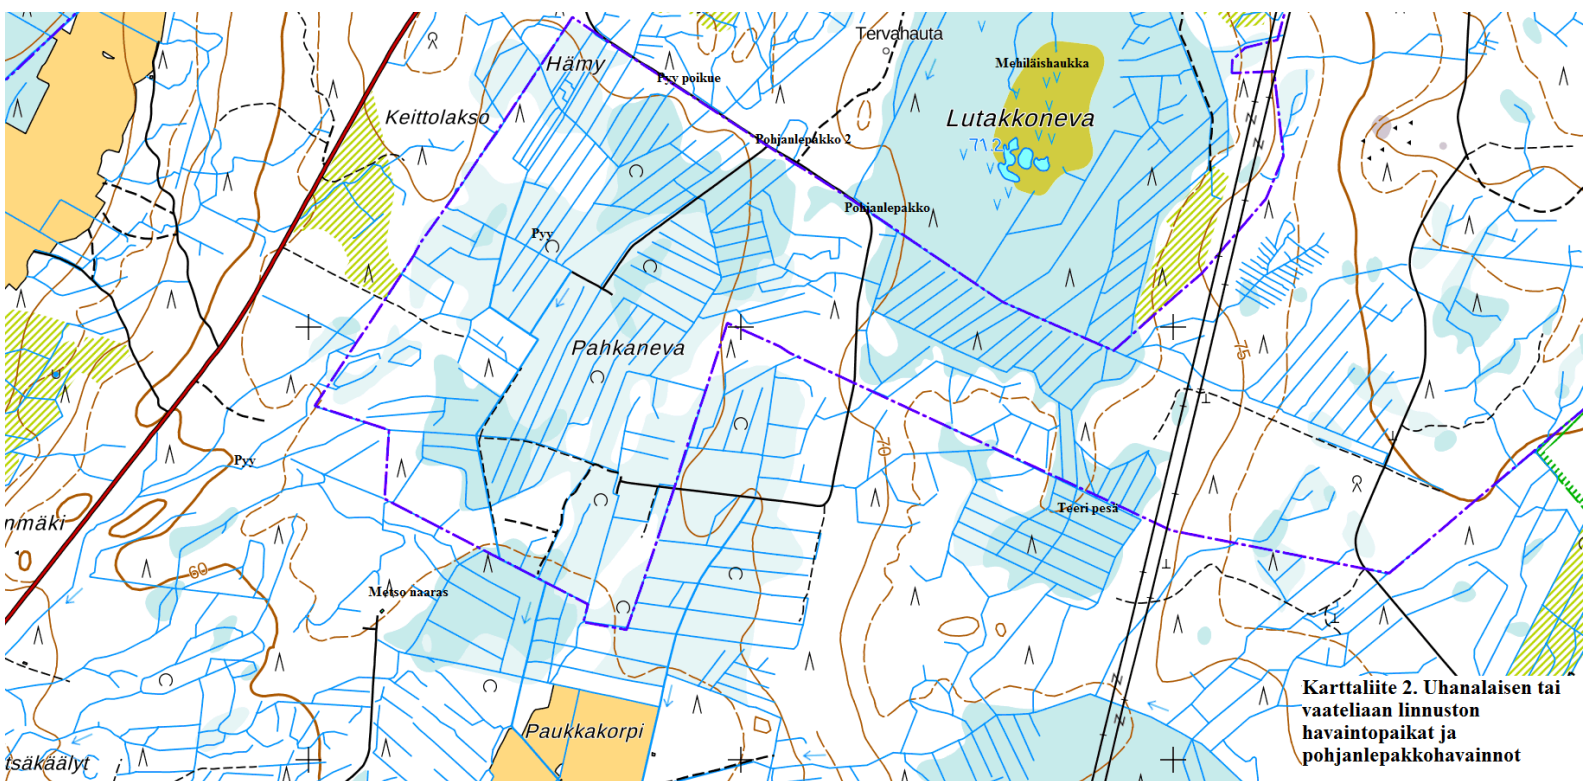 Tervahauta
Hämy
Mehiläishaukka
Pyy poikue
Keittolakso
Lutakkoneva
Pohjanlepakko 2
71.2
Pohjanlepakko
Pyy
Pahkaneva
75
70
Pyy
Teeri pesä
nmäki
60
Metso naaras
Karttaliite 2. Uhanalaisen tai
vaateliaan linnuston
havaintopaikat ja
pohjanlepakkohavainnot
Paukkakorpi
tsäkäälyt